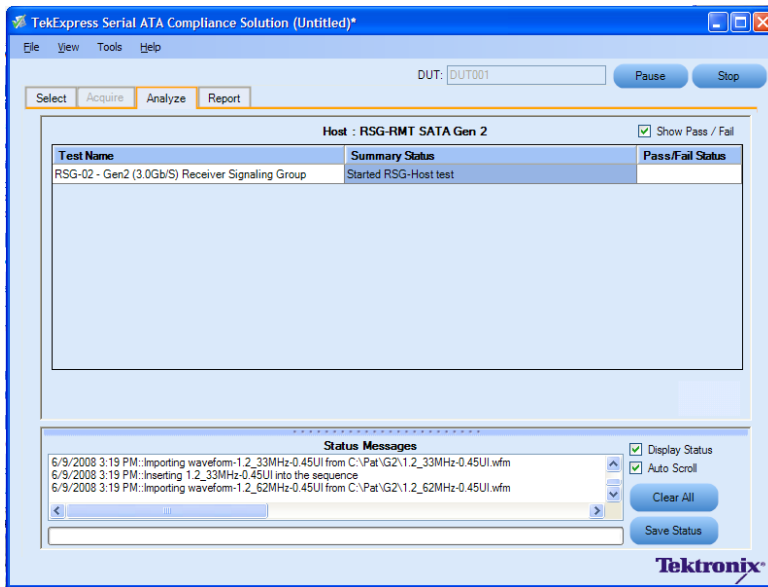 TekExpress Serial ATA Compliance Solution (Untitled)*
File View Tools Help
DUT: DUT001 Pause Stop
Select Acquire Analyze Report
Host : RSG-RMT SATA Gen 2 Show Pass / Fail
Test Name Summary Status Pass/Fail Status
RSG-02 - Gen2 (3.0Gb/S) Receiver Signaling Group Started RSG-Host test
Status Messages
Display Status
6/9/2008 3:19 PM::Importing waveform-1.2_33MHz-0.45UI from C:\Pat\G2\1.2_33MHz-0.45UI.wfm
6/9/2008 3:19 PM::Inserting 1.2_33MHz-0.45UI into the sequence
Auto Scroll
6/9/2008 3:19 PM::Importing waveform-1.2_62MHz-0.45UI from C:\Pat\G2\1.2_62MHz-0.45UI.wfm
Clear All
Save Status
Tektronix